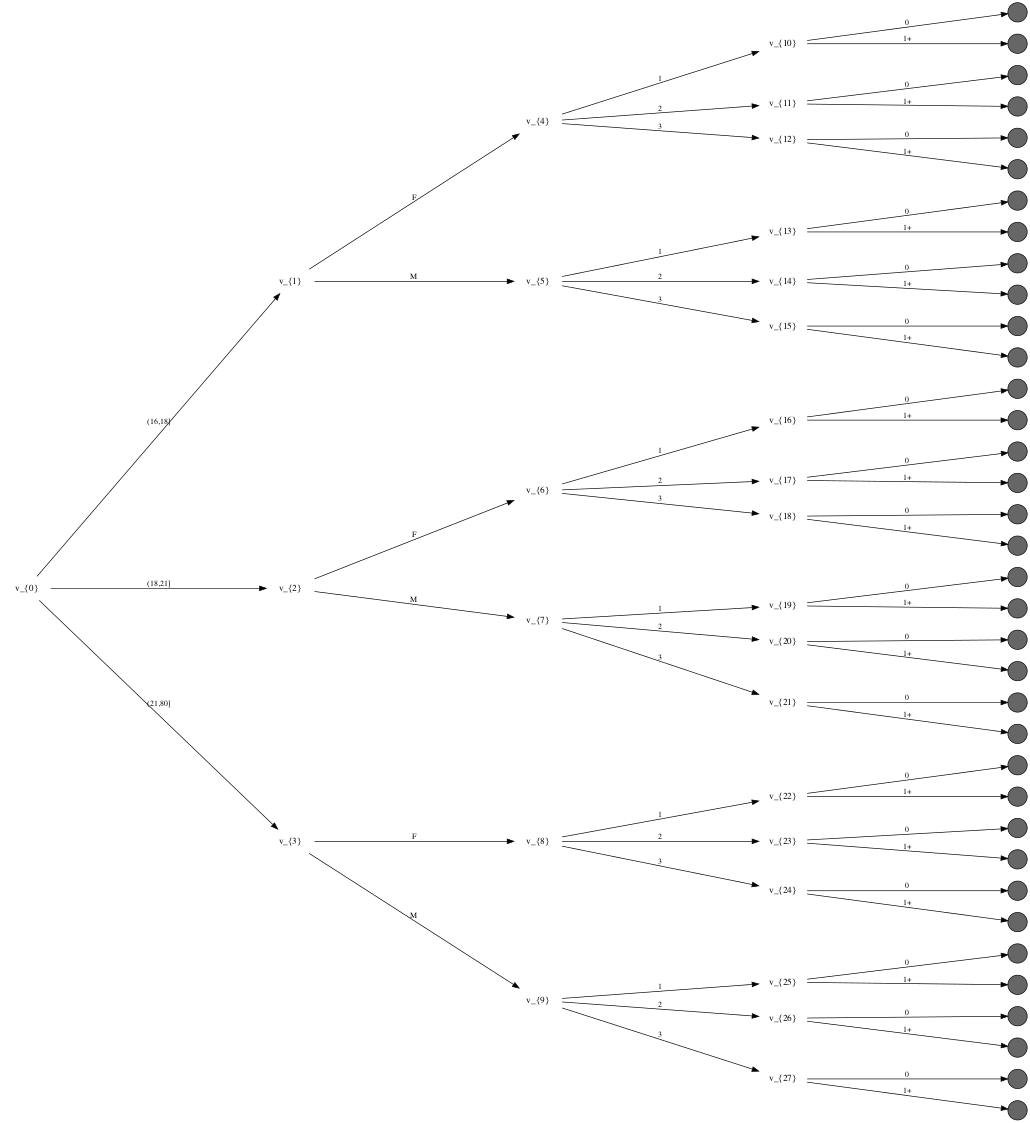 0
v_{10}
1+
1
0
v_{11}
1+
v_{4}
2
3
0
v_{12}
1+
F
0
v_{13}
1+
1
v_{1}
M
v_{5}
2
0
v_{14}
1+
3
0
v_{15}
1+
(16,18]
0
v_{16}
1+
1
0
v_{17}
1+
v_{6}
2
3
0
v_{18}
1+
F
v_{0}
(18,21]
v_{2}
0
v_{19}
1+
M
v_{7}
1
2
0
v_{20}
1+
3
0
v_{21}
1+
(21,80]
0
v_{22}
1+
1
v_{3}
F
v_{8}
2
0
v_{23}
1+
3
0
v_{24}
1+
M
0
v_{25}
1+
v_{9}
1
2
0
v_{26}
1+
3
0
v_{27}
1+